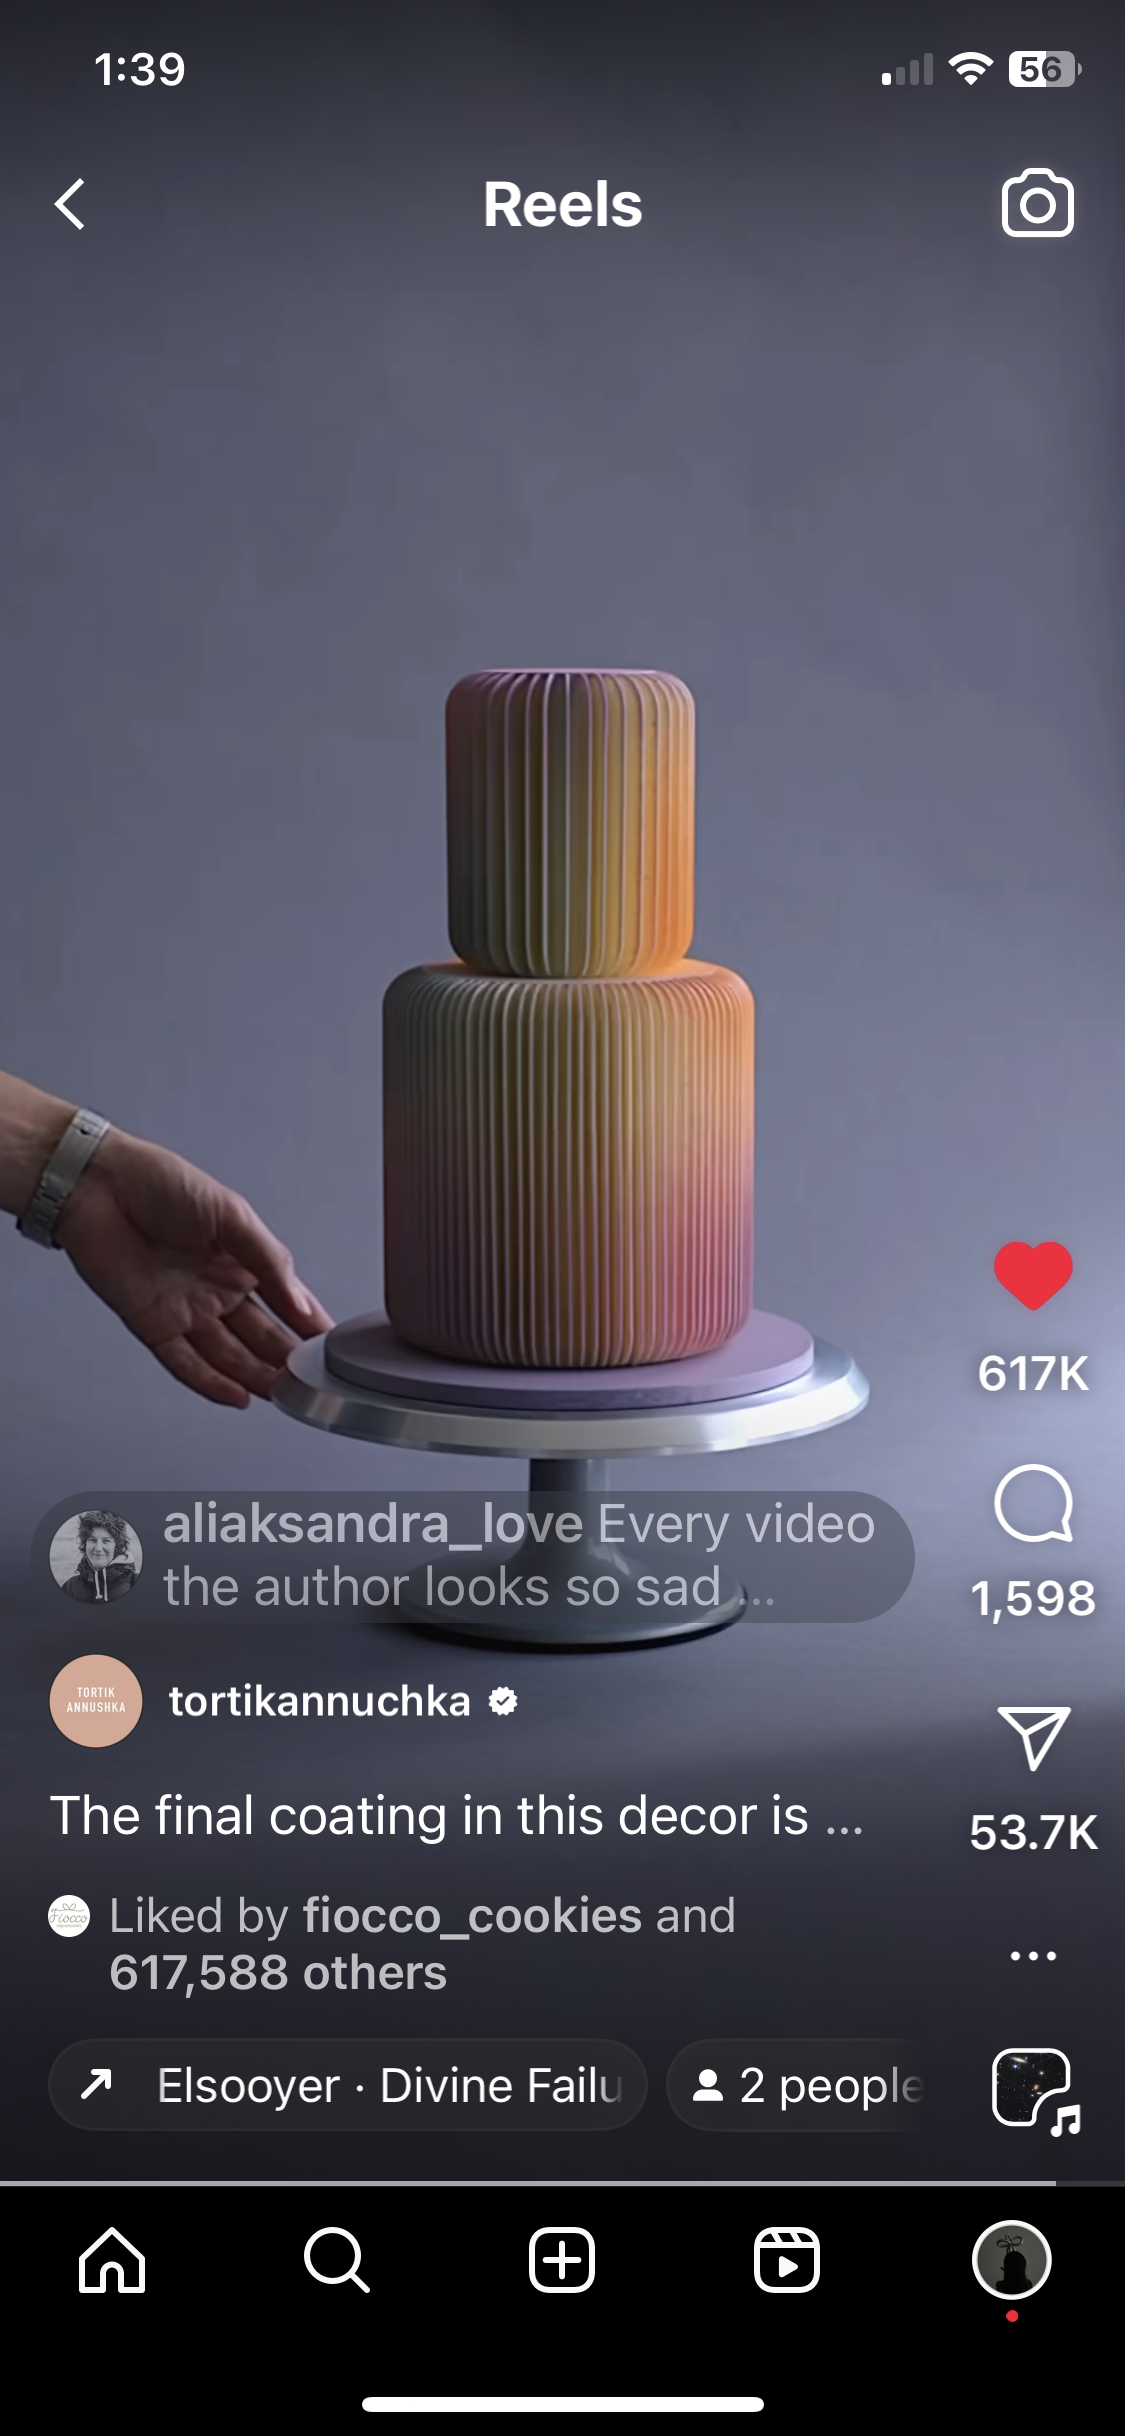 1:39
56
Reels
617K
1,598
aliaksandra_love Every video
the author looks so sad ...
TORTIK
ANNUSHKA
tortikannuchka
53.7K
The final coating in this decor is ...
fiocco
Liked by fiocco_cookies and
617,588 others
Elsooyer · Divine Failu
2 people